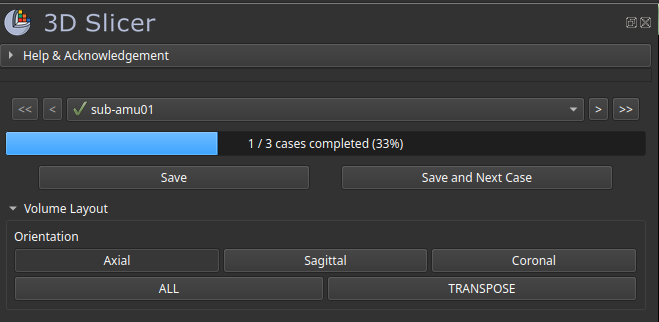 3D Slicer
Help & Acknowledgement
<< < sub-amu01 > >>
1 / 3 cases completed (33%)
Save Save and Next Case
Volume Layout
Orientation
Axial Sagittal Coronal
ALL TRANSPOSE